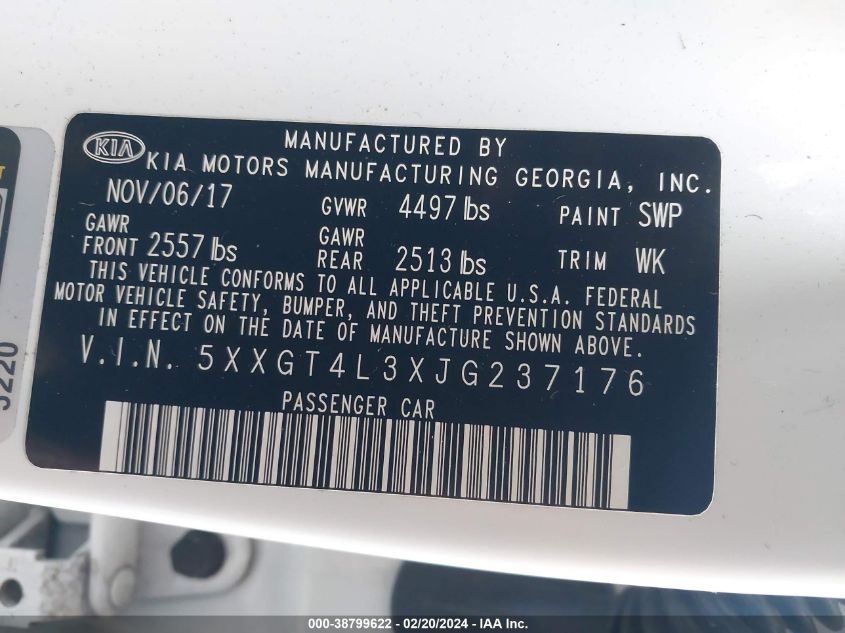 MANUFACTURED BY
KIA KIA MOTORS MANUFACTURING GEORGIA, INC.
NOV/06/17 GVWR 4497 lbs PAINT SWP
GAWR FRONT 2557 lbs GAWR REAR 2513 lbs TRIM WK
THIS VEHICLE CONFORMS TO ALL APPLICABLE U.S.A. FEDERAL
MOTOR VEHICLE SAFETY, BUMPER, AND THEFT PREVENTION STANDARDS
IN EFFECT ON THE DATE OF MANUFACTURE SHOWN ABOVE.
V.I.N. 5XXGT4L3XJG237176
PASSENGER CAR
000-38799622 - 02/20/2024 - IAA Inc.